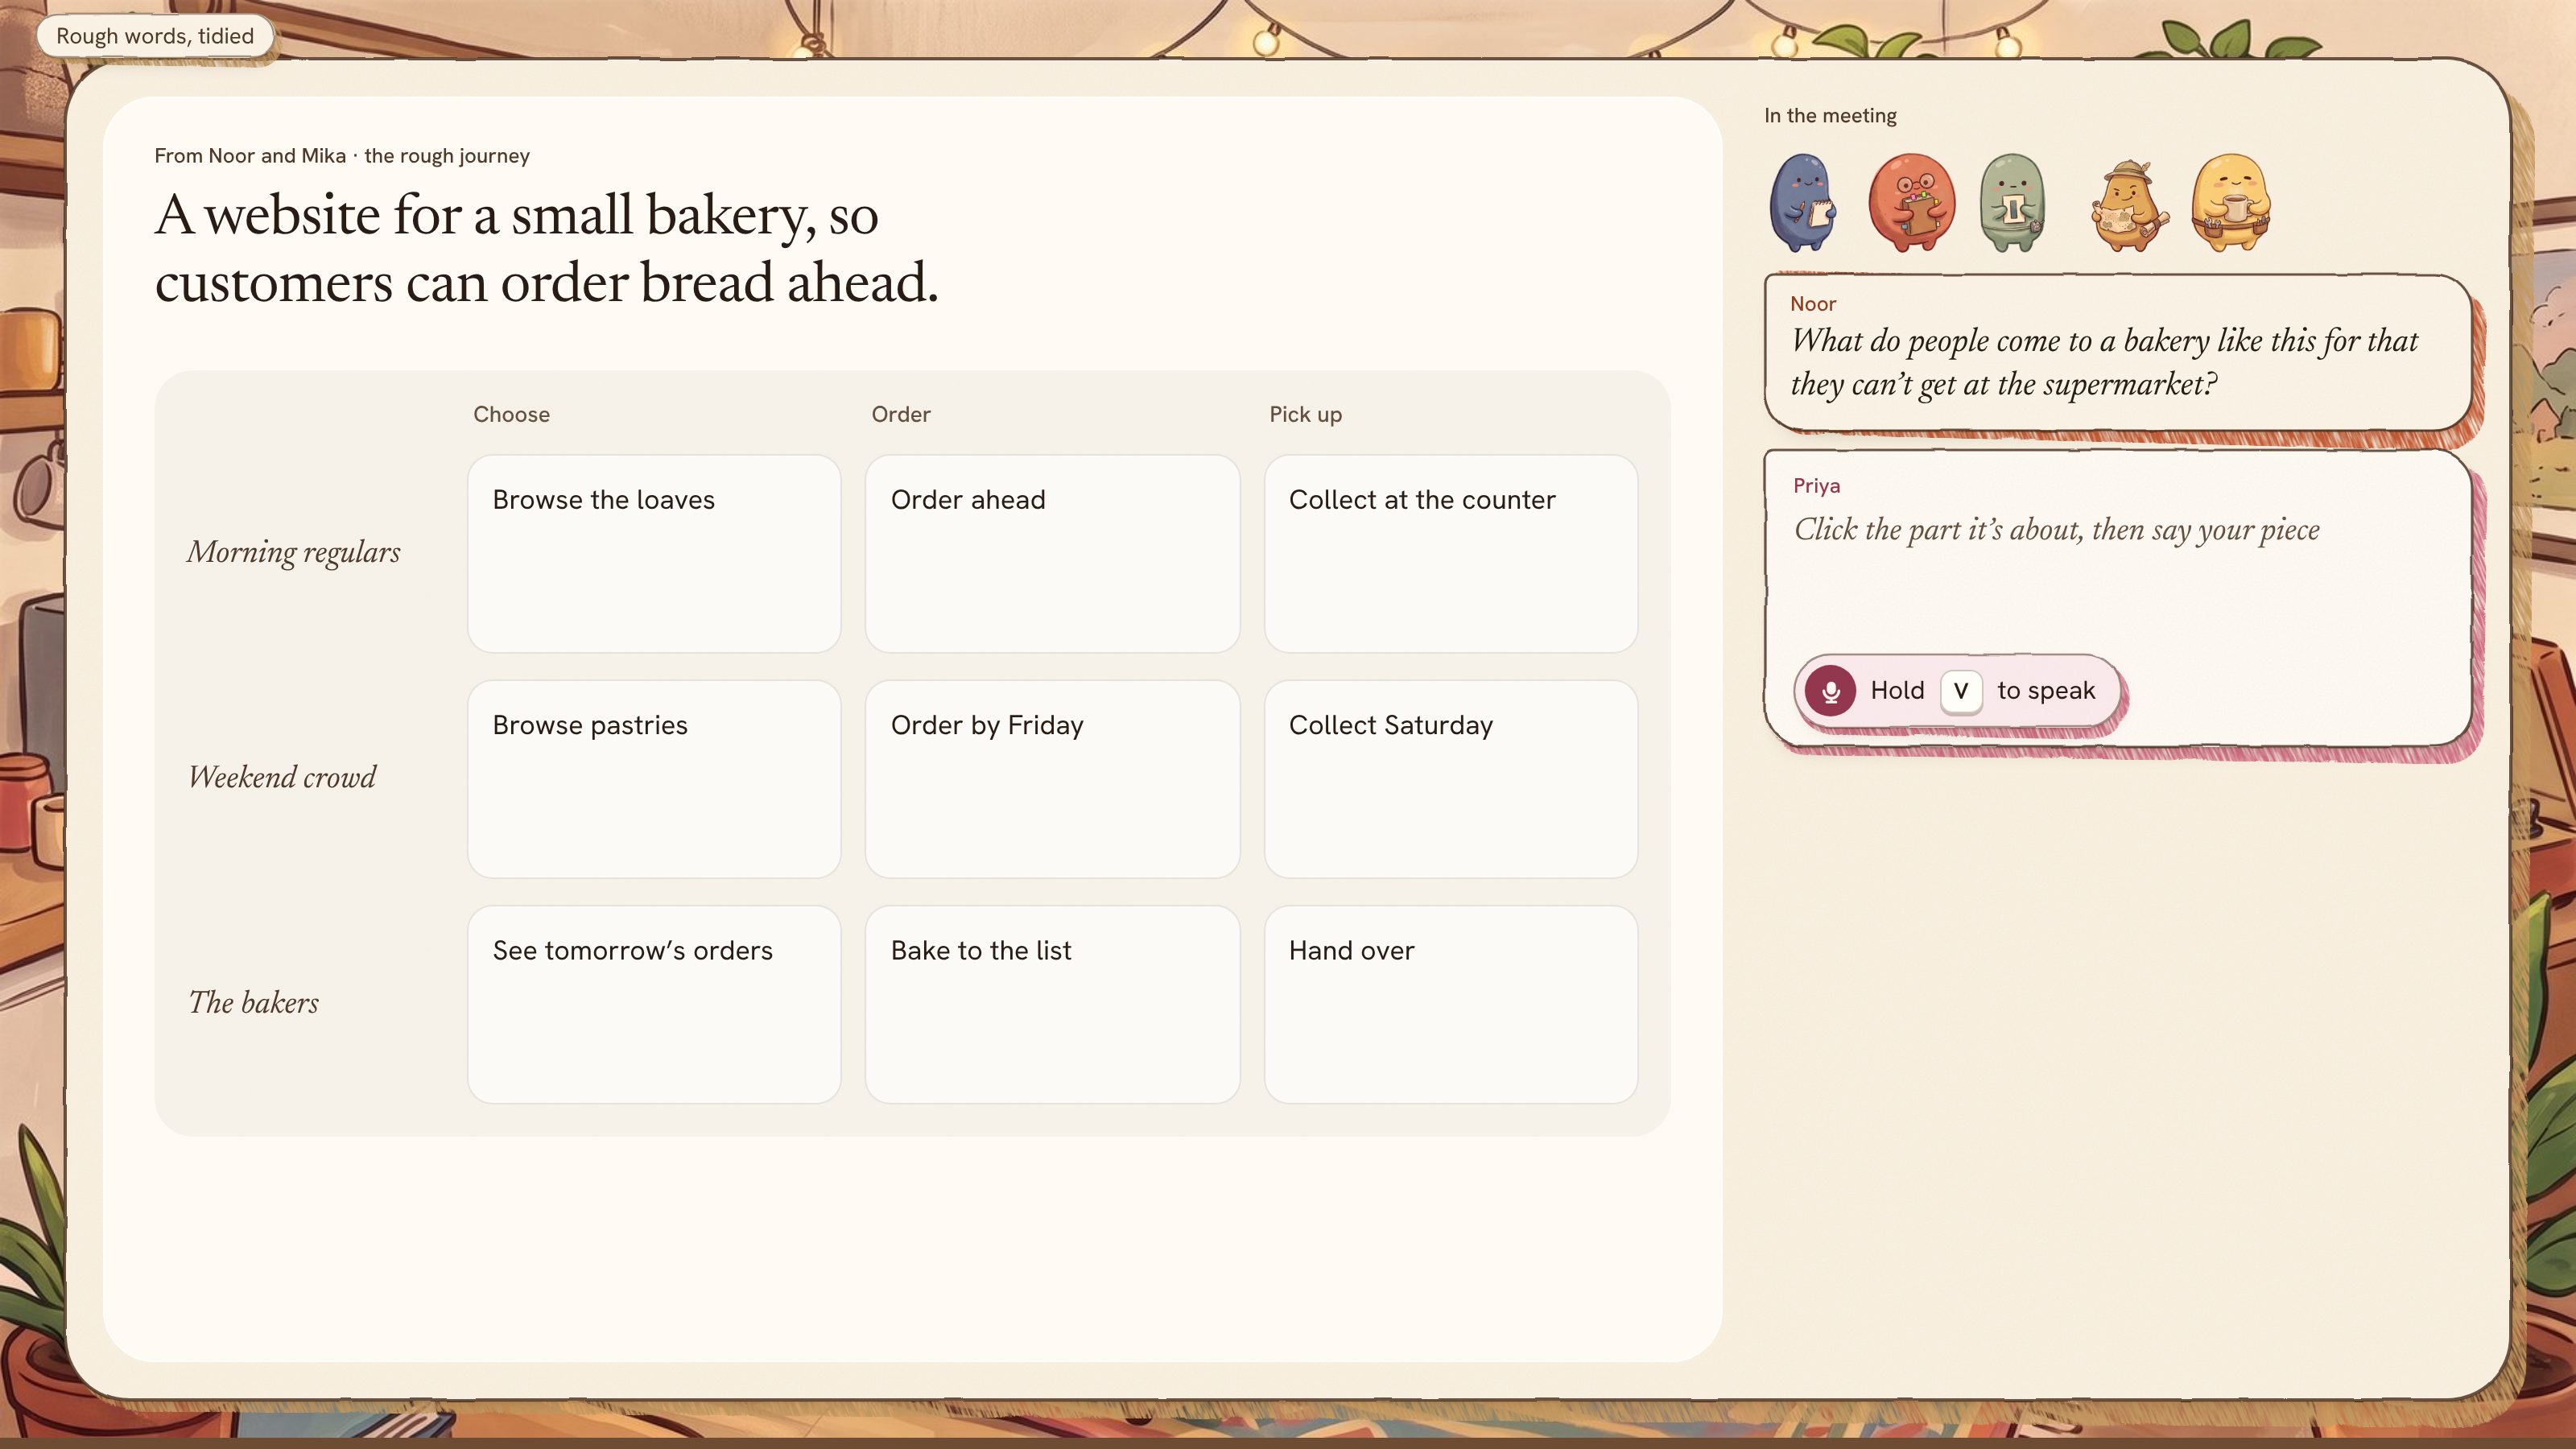 Rough words, tidied
From Noor and Mika · the rough journey
A website for a small bakery, so
customers can order bread ahead.
Choose
Order
Pick up
Morning regulars
Browse the loaves
Order ahead
Collect at the counter
Weekend crowd
Browse pastries
Order by Friday
Collect Saturday
The bakers
See tomorrow’s orders
Bake to the list
Hand over
In the meeting
Noor
What do people come to a bakery like this for that
they can’t get at the supermarket?
Priya
Click the part it’s about, then say your piece
Hold V to speak